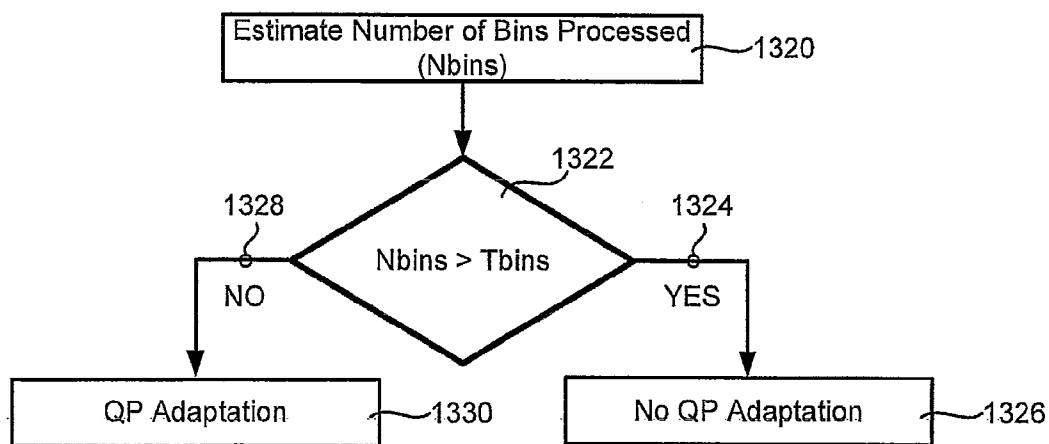 Estimate Number of Bins Processed
(Nbins)
1320
1322
1328
1324
Nbins > Tbins
NO
YES
QP Adaptation
1330
No QP Adaptation
1326